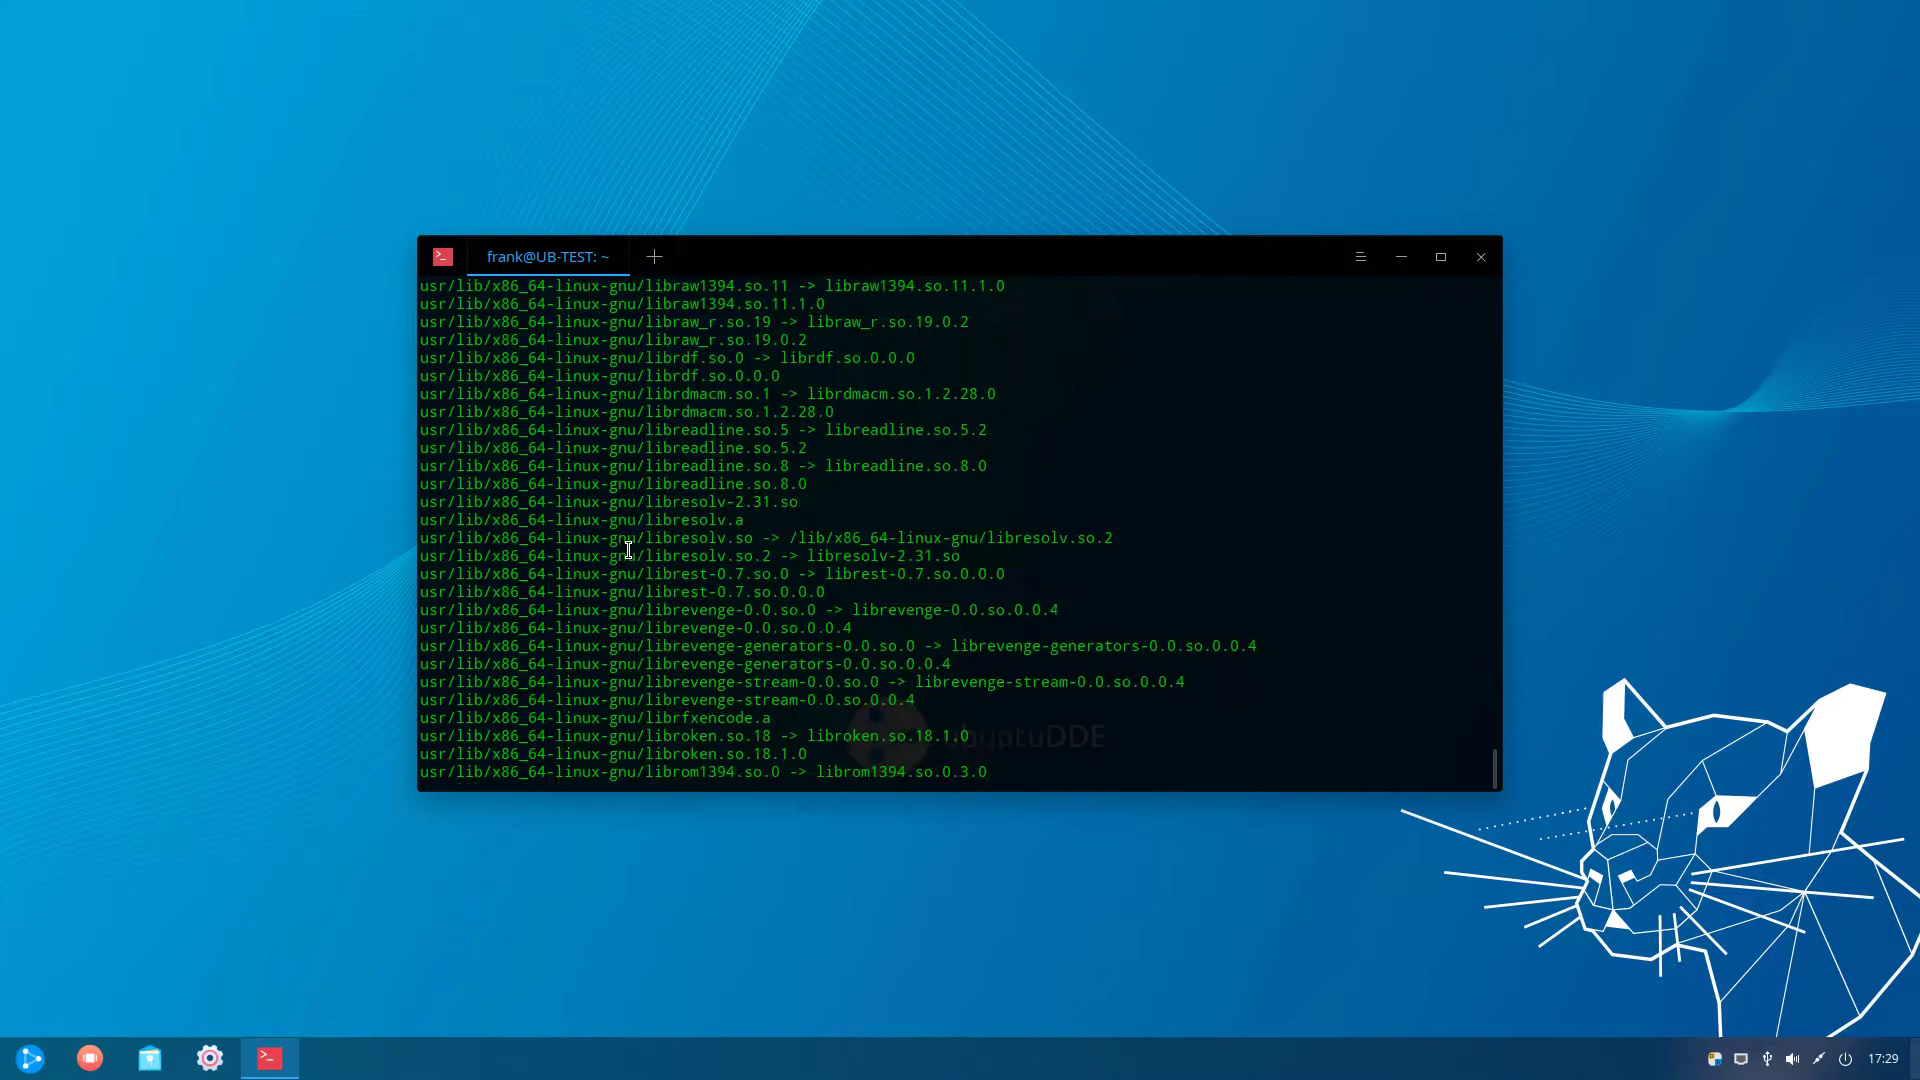 frank@UB-TEST: ~
usr/lib/x86_64-linux-gnu/libraw1394.so.11 -> libraw1394.so.11.1.0
usr/lib/x86_64-linux-gnu/libraw1394.so.11.1.0
usr/lib/x86_64-linux-gnu/libraw_r.so.19 -> libraw_r.so.19.0.2
usr/lib/x86_64-linux-gnu/libraw_r.so.19.0.2
usr/lib/x86_64-linux-gnu/librdf.so.0 -> librdf.so.0.0.0
usr/lib/x86_64-linux-gnu/librdf.so.0.0.0
usr/lib/x86_64-linux-gnu/librdmacm.so.1 -> librdmacm.so.1.2.28.0
usr/lib/x86_64-linux-gnu/librdmacm.so.1.2.28.0
usr/lib/x86_64-linux-gnu/libreadline.so.5 -> libreadline.so.5.2
usr/lib/x86_64-linux-gnu/libreadline.so.5.2
usr/lib/x86_64-linux-gnu/libreadline.so.8 -> libreadline.so.8.0
usr/lib/x86_64-linux-gnu/libreadline.so.8.0
usr/lib/x86_64-linux-gnu/libresolv-2.31.so
usr/lib/x86_64-linux-gnu/libresolv.a
usr/lib/x86_64-linux-gnu/libresolv.so -> /lib/x86_64-linux-gnu/libresolv.so.2
usr/lib/x86_64-linux-gnu/libresolv.so.2 -> libresolv-2.31.so
usr/lib/x86_64-linux-gnu/librest-0.7.so.0 -> librest-0.7.so.0.0.0
usr/lib/x86_64-linux-gnu/librest-0.7.so.0.0.0
usr/lib/x86_64-linux-gnu/librevenge-0.0.so.0 -> librevenge-0.0.so.0.0.4
usr/lib/x86_64-linux-gnu/librevenge-0.0.so.0.0.4
usr/lib/x86_64-linux-gnu/librevenge-generators-0.0.so.0 -> librevenge-generators-0.0.so.0.0.4
usr/lib/x86_64-linux-gnu/librevenge-generators-0.0.so.0.0.4
usr/lib/x86_64-linux-gnu/librevenge-stream-0.0.so.0 -> librevenge-stream-0.0.so.0.0.4
usr/lib/x86_64-linux-gnu/librevenge-stream-0.0.so.0.0.4
usr/lib/x86_64-linux-gnu/librfxencode.a
usr/lib/x86_64-linux-gnu/libroken.so.18 -> libroken.so.18.1.0
UbuntuDDE
usr/lib/x86_64-linux-gnu/libroken.so.18.1.0
usr/lib/x86_64-linux-gnu/librom1394.so.0 -> librom1394.so.0.3.0
17:29